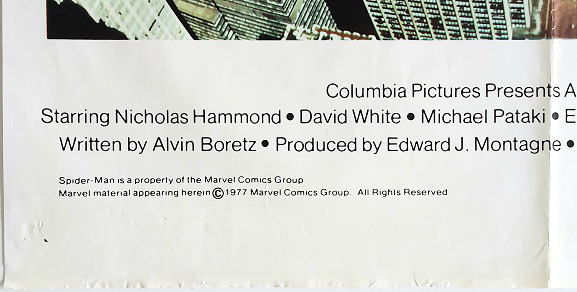 Columbia Pictures Presents A
Starring Nicholas Hammond • David White • Michael Pataki • E
Written by Alvin Boretz • Produced by Edward J. Montagne •
Spider-Man is a property of the Marvel Comics Group
Marvel material appearing herein © 1977 Marvel Comics Group. All Rights Reserved